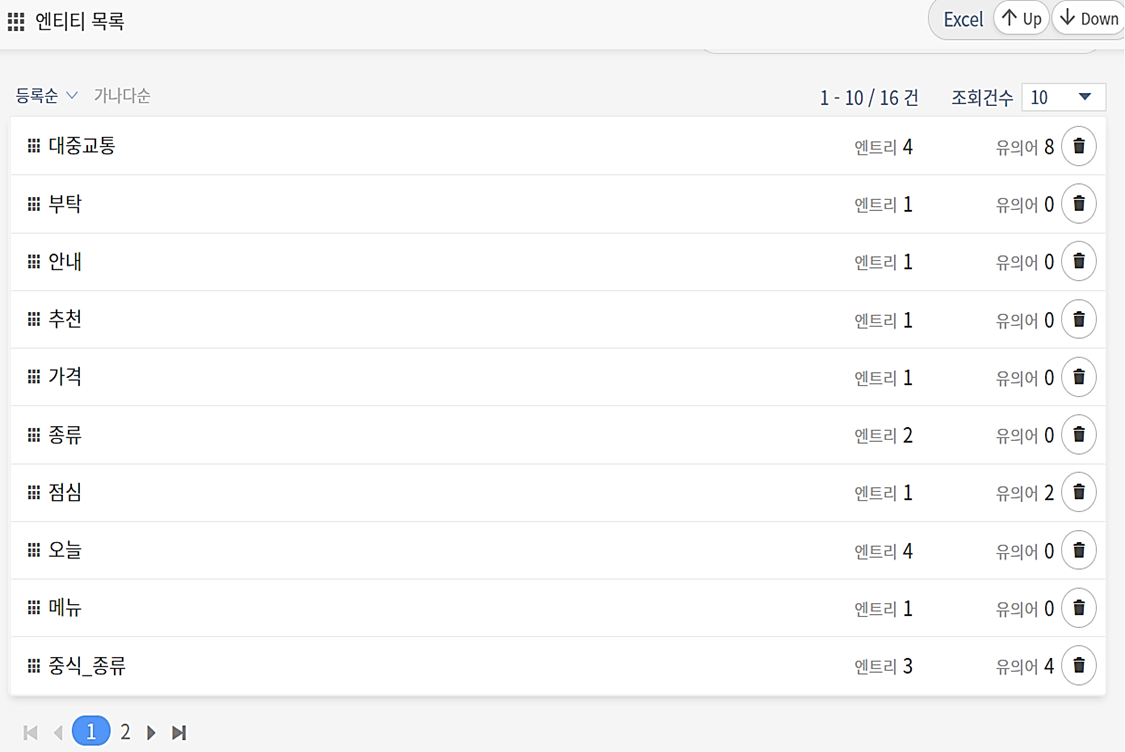 엔티티 목록 Excel Up Down
등록순 가나다순 1 - 10 / 16 건 조회건수 10
대중교통 엔트리 4 유의어 8
부탁 엔트리 1 유의어 0
안내 엔트리 1 유의어 0
추천 엔트리 1 유의어 0
가격 엔트리 1 유의어 0
종류 엔트리 2 유의어 0
점심 엔트리 1 유의어 2
오늘 엔트리 4 유의어 0
메뉴 엔트리 1 유의어 0
중식_종류 엔트리 3 유의어 4
1 2